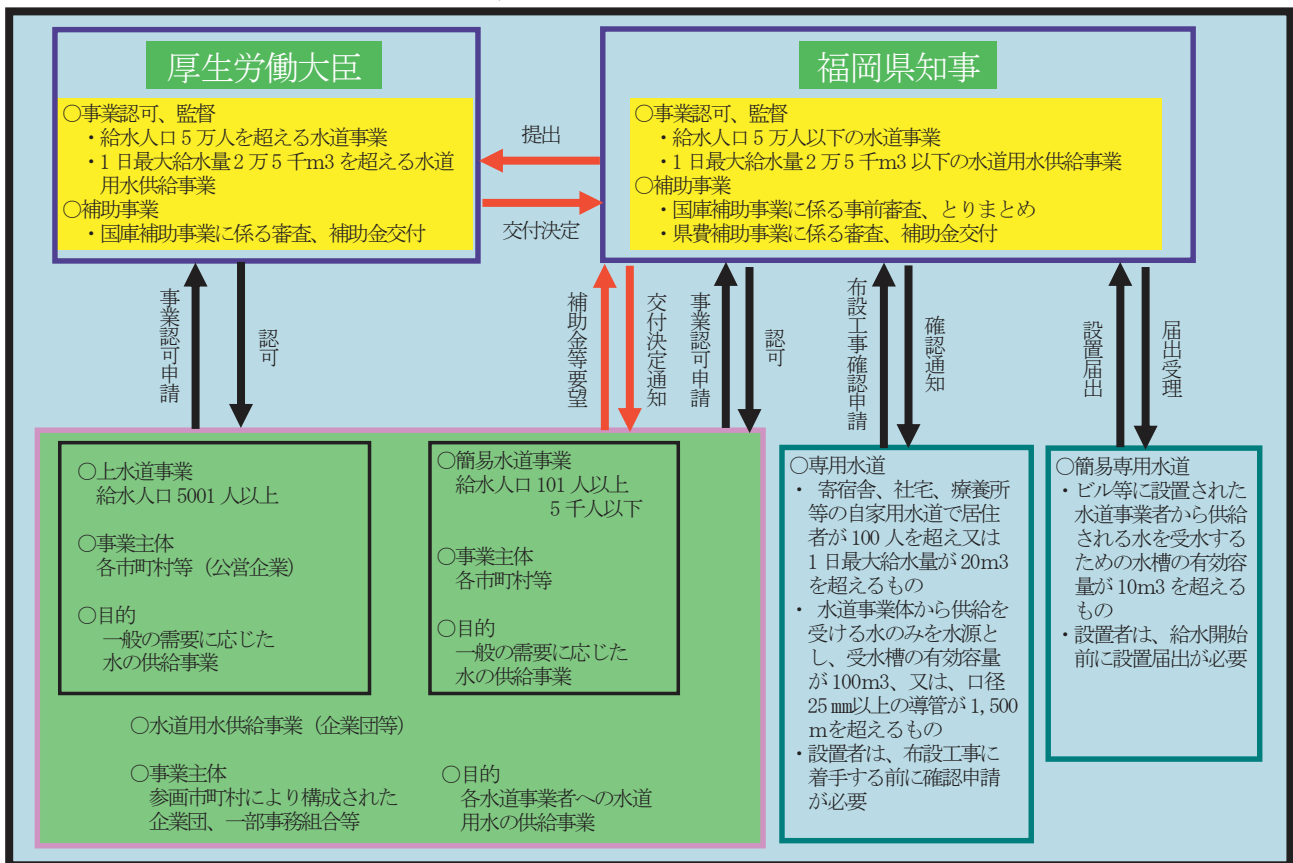 厚生労働大臣
○事業認可、監督
・給水人口５万人を超える水道事業
・1 日最大給水量２万５千m3 を超える水道
用水供給事業
○補助事業
・国庫補助事業に係る審査、補助金交付
提出
交付決定
福岡県知事
○事業認可、監督
・給水人口５万人以下の水道事業
・1 日最大給水量２万５千m3 以下の水道用水供給事業
○補助事業
・国庫補助事業に係る事前審査、とりまとめ
・県費補助事業に係る審査、補助金交付
事業認可申請
認可
補助金等要望
交付決定通知
事業認可申請
認可
布設工事確認申請
確認通知
設置届出
届出受理
○上水道事業
給水人口 5001 人以上
○事業主体
各市町村等（公営企業）
○目的
一般の需要に応じた
水の供給事業
○簡易水道事業
給水人口 101 人以上
5 千人以下
○事業主体
各市町村等
○目的
一般の需要に応じた
水の供給事業
○水道用水供給事業（企業団等）
○事業主体
参画市町村により構成された
企業団、一部事務組合等
○目的
各水道事業者への水道
用水の供給事業
○専用水道
・ 寄宿舎、社宅、療養所
等の自家用水道で居住
者が 100 人を超え又は
1 日最大給水量が 20m3
を超えるもの
・ 水道事業体から供給を
受ける水のみを水源と
し、受水槽の有効容量
が 100m3、又は、口径
25 ㎜以上の導管が 1,500
ｍを超えるもの
・設置者は、布設工事に
着手する前に確認申請
が必要
○簡易専用水道
・ビル等に設置された
水道事業者から供給
される水を受水する
ための水槽の有効容
量が 10m3 を超える
もの
・設置者は、給水開始
前に設置届出が必要